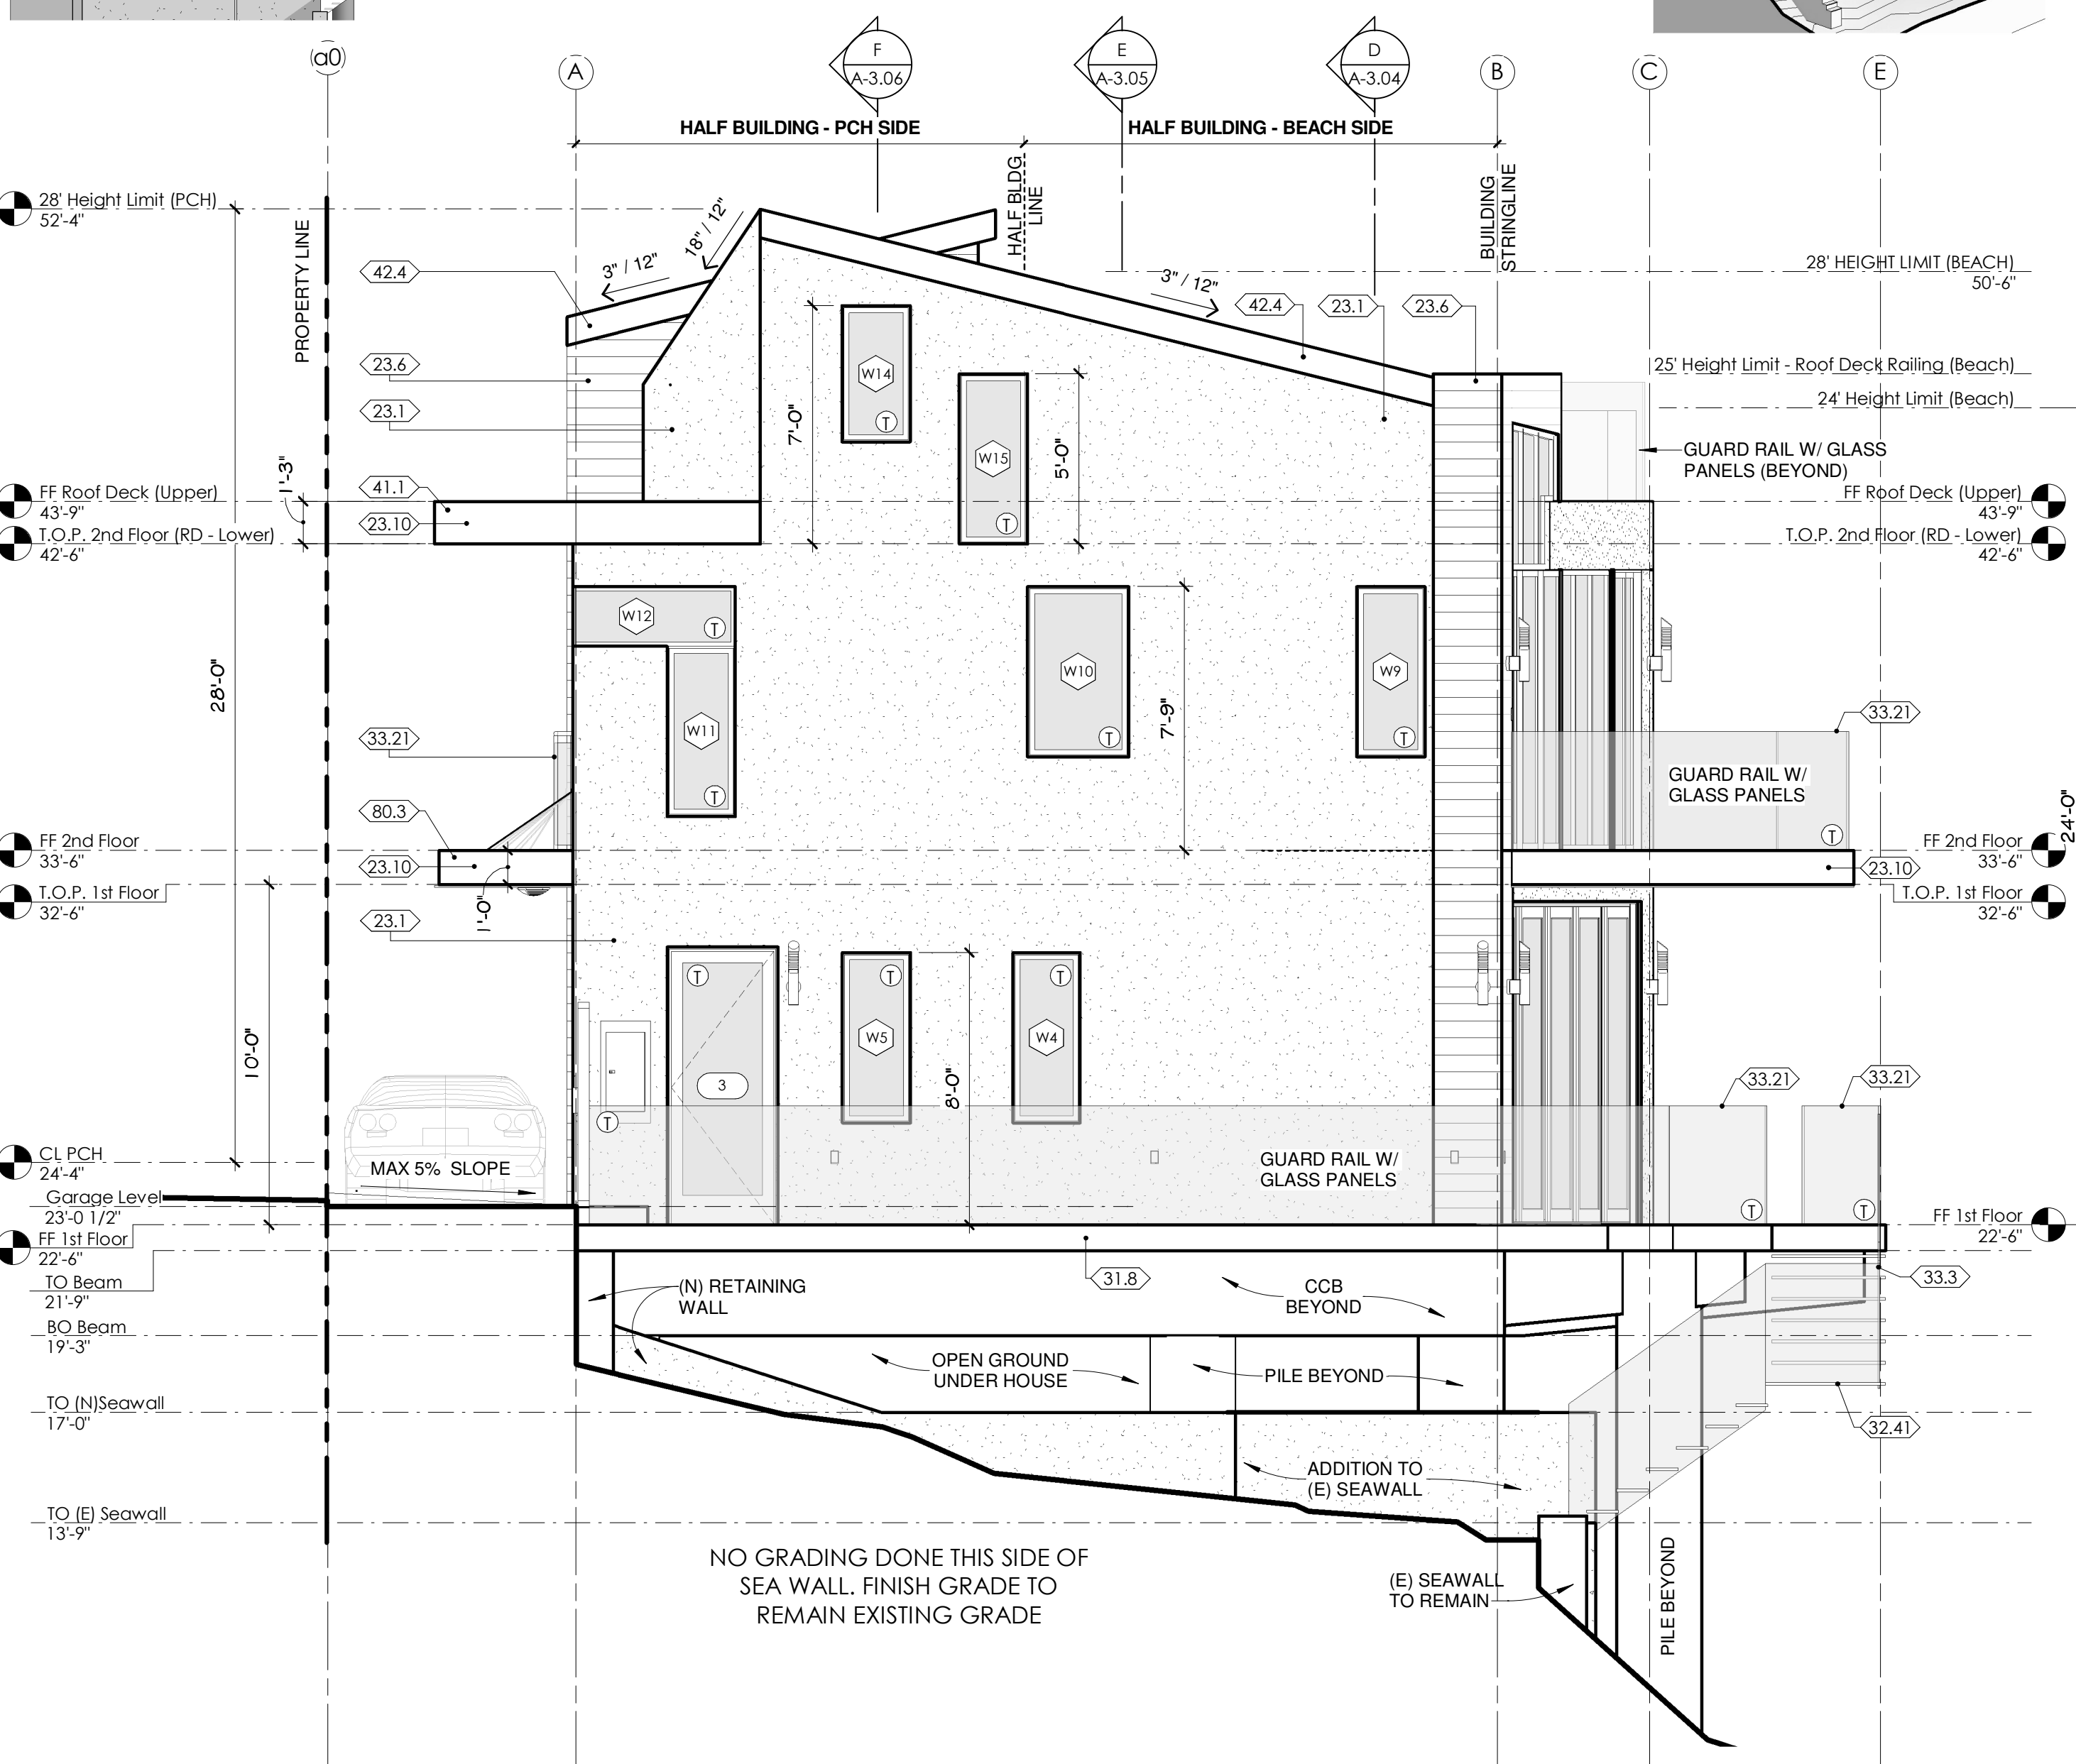 (a0)
A
F
A-3.06
E
A-3.05
D
A-3.04
B
C
E
HALF BUILDING - PCH SIDE
HALF BUILDING - BEACH SIDE
HALF BLDG
LINE
BUILDING
STRINGLINE
PROPERTY LINE
28' Height Limit (PCH)
52'-4"
18" / 12"
3" / 12"
3" / 12"
28' HEIGHT LIMIT (BEACH)
50'-6"
42.4
42.4
23.1
23.6
23.6
23.1
W14
T
7'-0"
W15
T
5'-0"
25' Height Limit - Roof Deck Railing (Beach)
24' Height Limit (Beach)
GUARD RAIL W/ GLASS
PANELS (BEYOND)
1'-3"
41.1
23.10
FF Roof Deck (Upper)
43'-9"
T.O.P. 2nd Floor (RD - Lower)
42'-6"
FF Roof Deck (Upper)
43'-9"
T.O.P. 2nd Floor (RD - Lower)
42'-6"
W12
T
W11
T
W10
T
W9
T
28'-0"
7'-9"
33.21
33.21
GUARD RAIL W/
GLASS PANELS
T
80.3
23.10
1'-0"
FF 2nd Floor
33'-6"
T.O.P. 1st Floor
32'-6"
24'-0"
FF 2nd Floor
33'-6"
23.10
T.O.P. 1st Floor
32'-6"
23.1
T
T
T
W5
W4
3
8'-0"
10'-0"
T
33.21
33.21
GUARD RAIL W/
GLASS PANELS
T
T
CL PCH
24'-4"
MAX 5% SLOPE
Garage Level
23'-0 1/2"
FF 1st Floor
22'-6"
FF 1st Floor
22'-6"
TO Beam
21'-9"
BO Beam
19'-3"
(N) RETAINING
WALL
31.8
CCB
BEYOND
33.3
OPEN GROUND
UNDER HOUSE
PILE BEYOND
TO (N)Seawall
17'-0"
32.41
ADDITION TO
(E) SEAWALL
TO (E) Seawall
13'-9"
NO GRADING DONE THIS SIDE OF
SEA WALL. FINISH GRADE TO
REMAIN EXISTING GRADE
(E) SEAWALL
TO REMAIN
PILE BEYOND